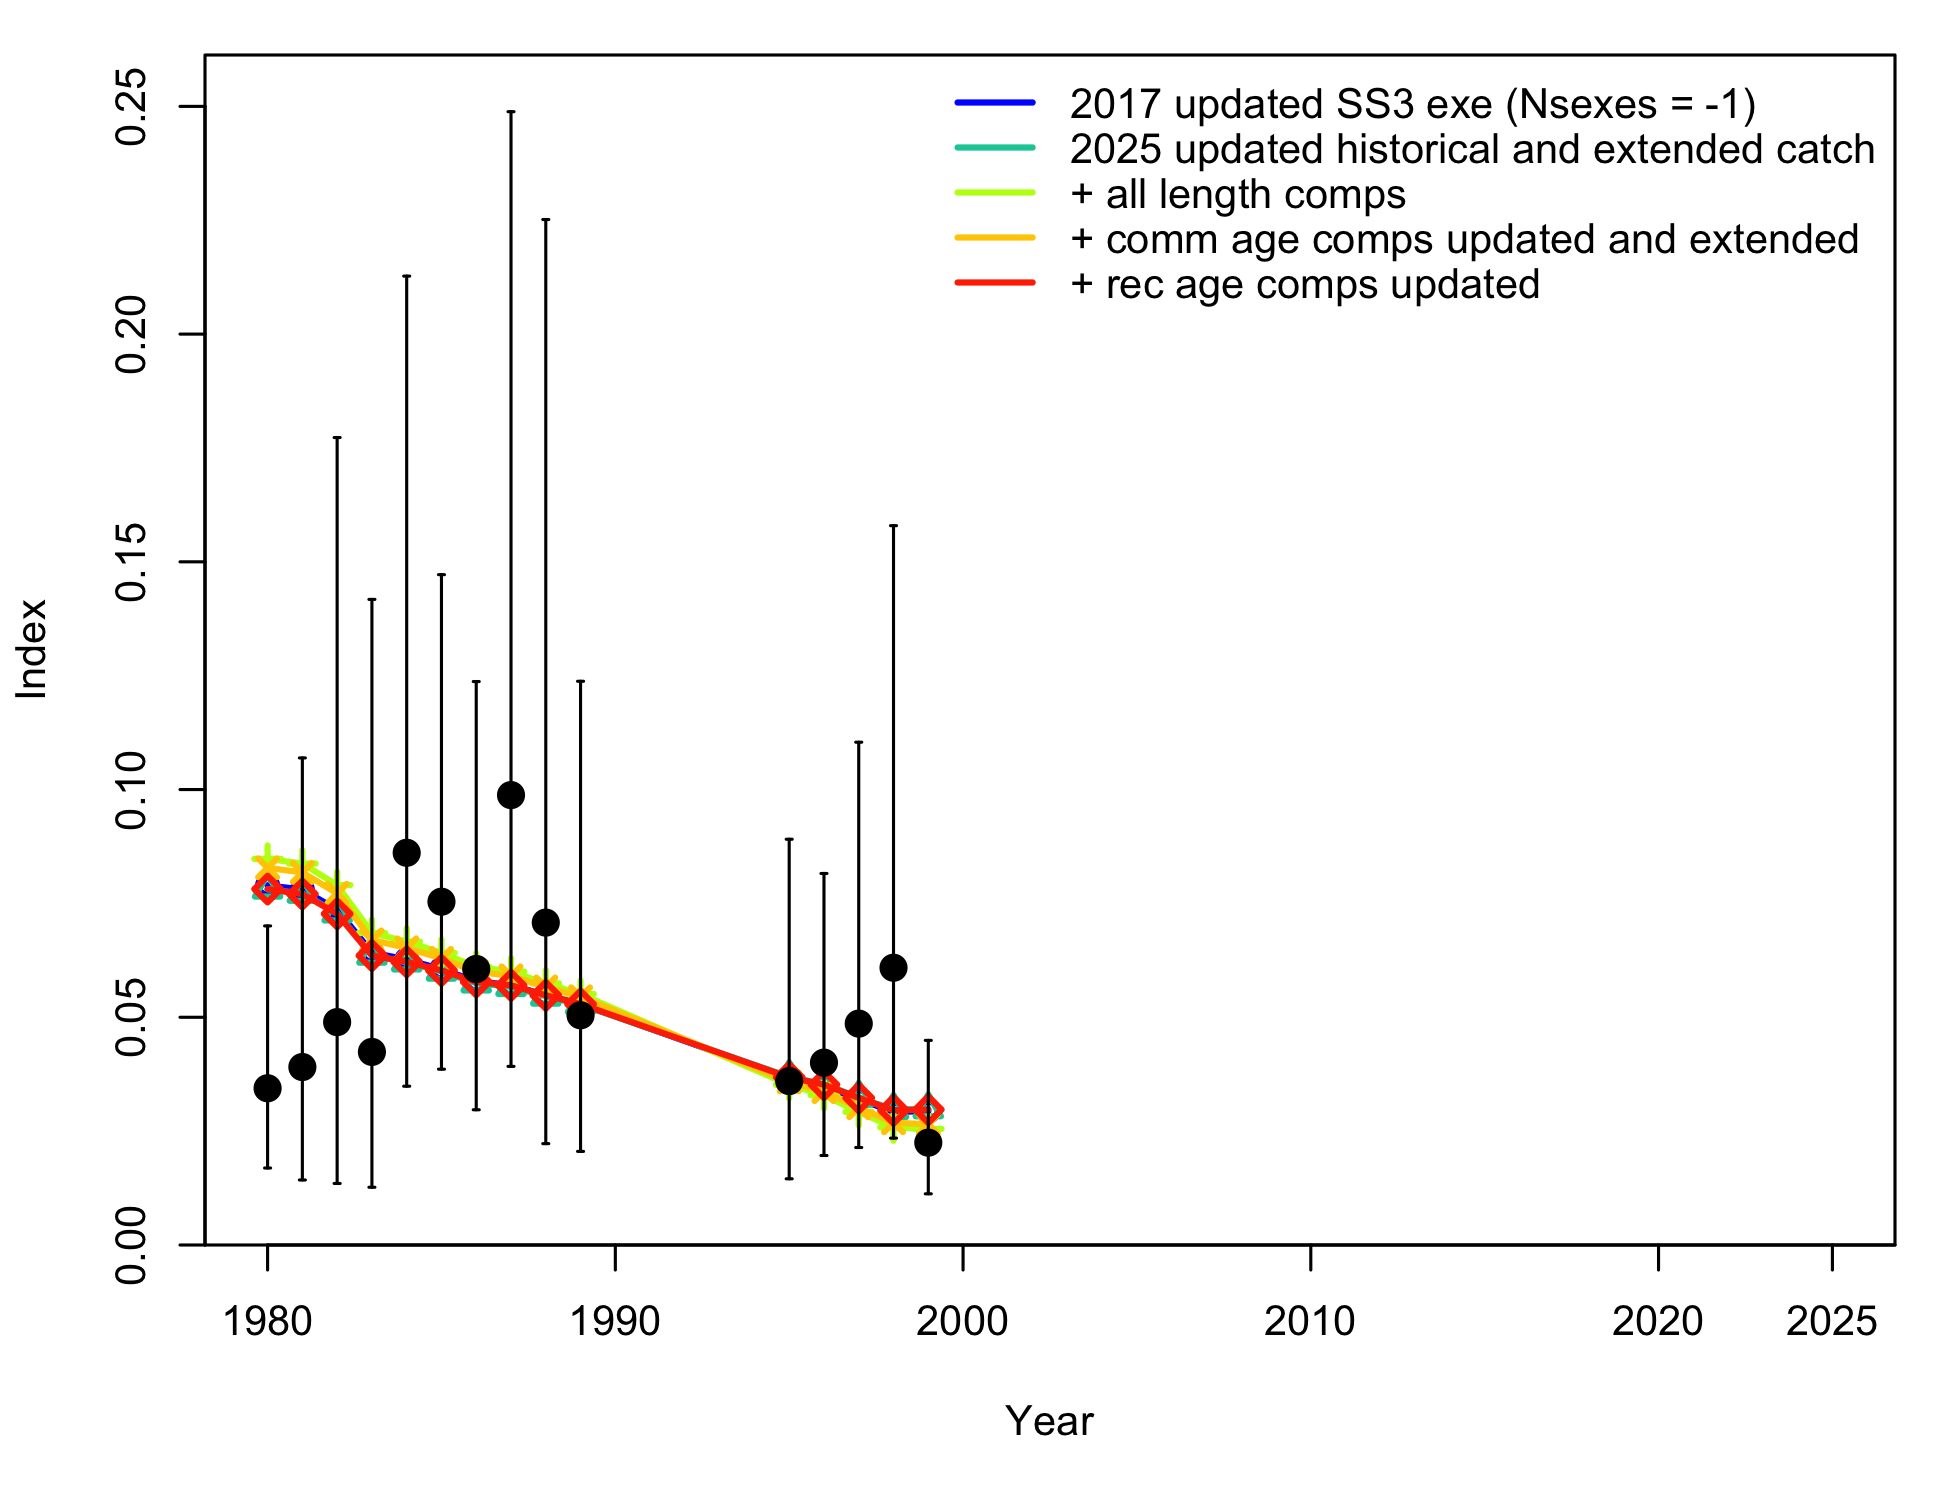 0.25
0.20
0.15
0.10
0.05
0.00
Index
2017 updated SS3 exe (Nsexes = -1)
2025 updated historical and extended catch
+ all length comps
+ comm age comps updated and extended
+ rec age comps updated
1980 1990 2000 2010 2020 2025
Year